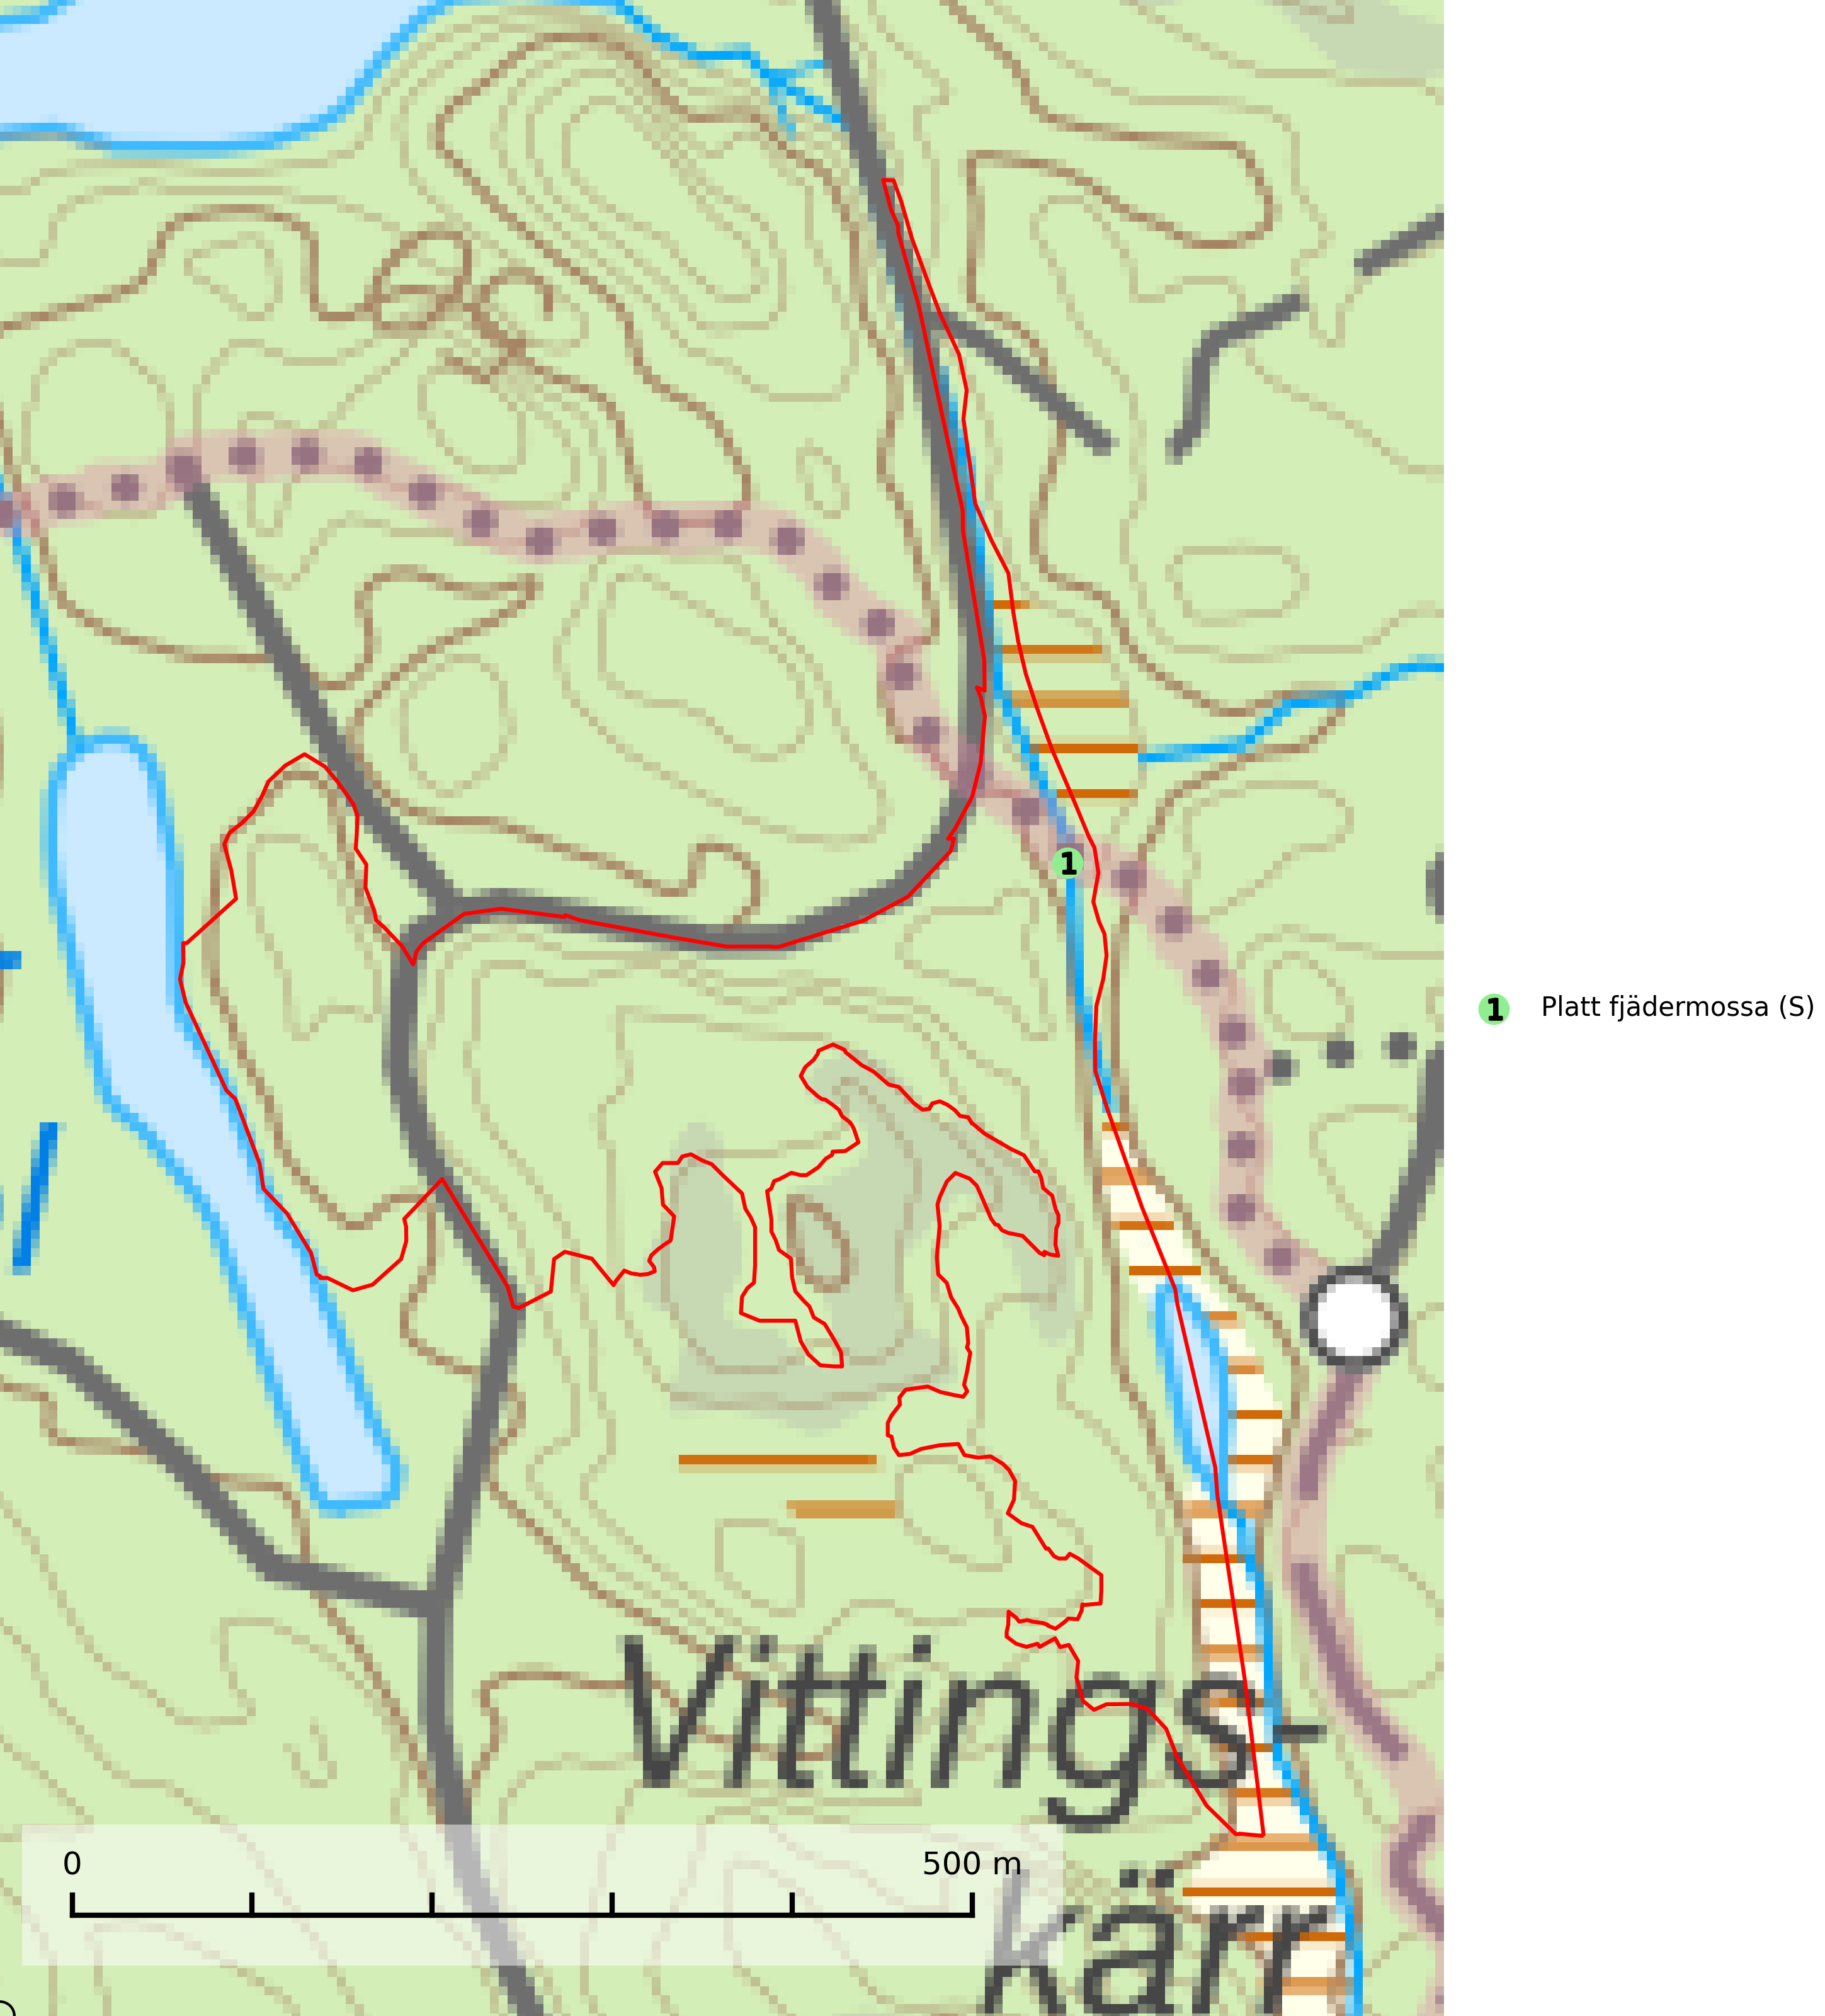 1
1 Platt fjädermossa (S)
Vittings-
kärr
0 500 m